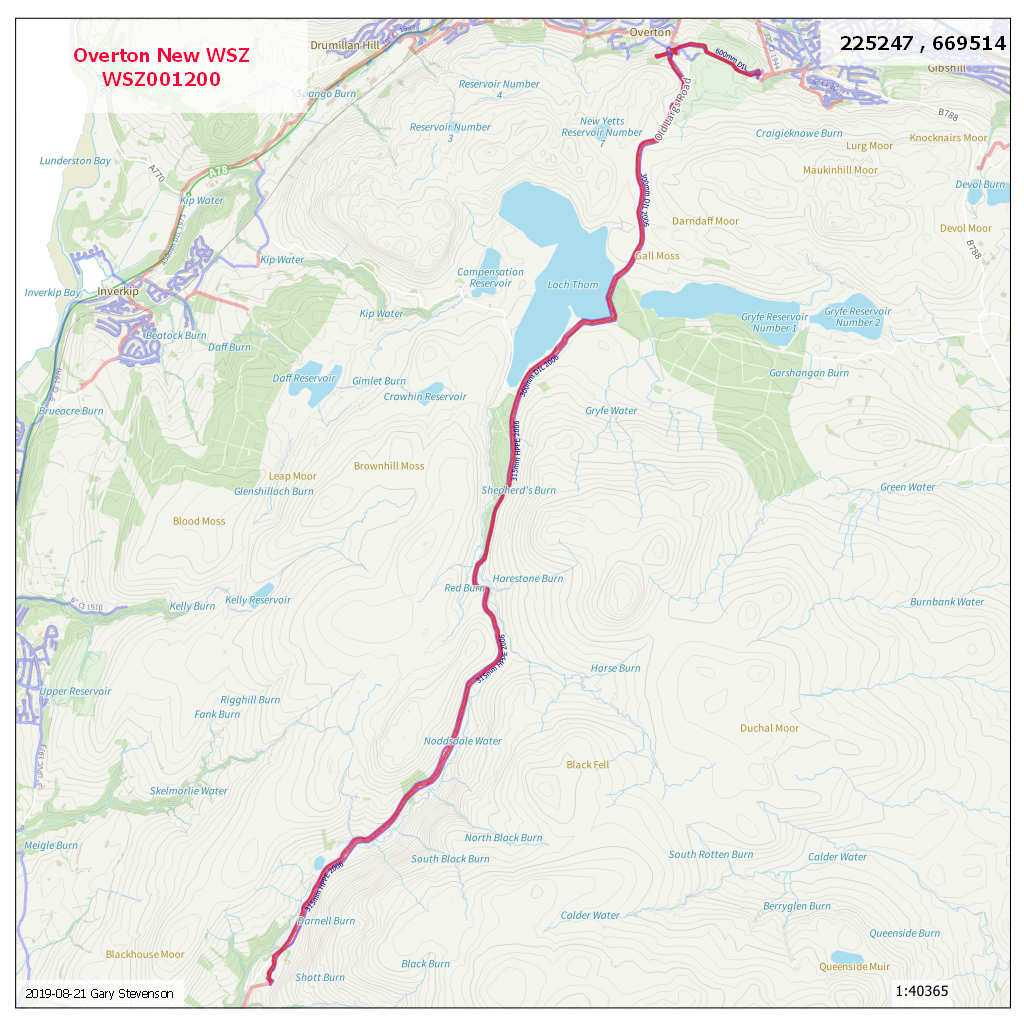 Overton New WSZ
WSZ001200
225247 , 669514
Overton
Drumillan Hill
600mm DI L
Gibshill
Spango Burn
Reservoir Number
4
Reservoir Number
3
New Yetts
Reservoir Number
7
Old Largs Road
B788
Craigieknowe Burn
Knocknairs Moor
Lurg Moor
Maukinhill Moor
Lunderston Bay
A770
A78
Kip Water
Devol Burn
300mm DI L 2006
Darndaff Moor
Devol Moor
B788
Gall Moss
Kip Water
Compensation
Reservoir
Loch Thom
Inverkip Bay
Inverkip
Kip Water
Gryfe Reservoir
Number 1
Gryfe Reservoir
Number 2
Beatock Burn
Daff Burn
Daff Reservoir
Gimlet Burn
Crawhin Reservoir
300mm DI L 2006
Garshangan Burn
Brueacre Burn
Gryfe Water
315mm HPPE 2006
Brownhill Moss
Leap Moor
Glenshilloch Burn
Shepherd's Burn
Green Water
Blood Moss
Red Burn
Harestone Burn
6" CI 1970
Kelly Burn
Kelly Reservoir
Burnbank Water
315mm HPPE 2006
Horse Burn
Upper Reservoir
Rigghill Burn
Fank Burn
Duchal Moor
Noddsdale Water
Black Fell
3" uPVC 1973
Skelmorlie Water
Meigle Burn
North Black Burn
South Black Burn
South Rotten Burn
Calder Water
315mm HPPE 2006
Berryglen Burn
Calder Water
Darnell Burn
Queenside Burn
Blackhouse Moor
Black Burn
Queenside Muir
Shott Burn
2019-08-21 Gary Stevenson
1:40365